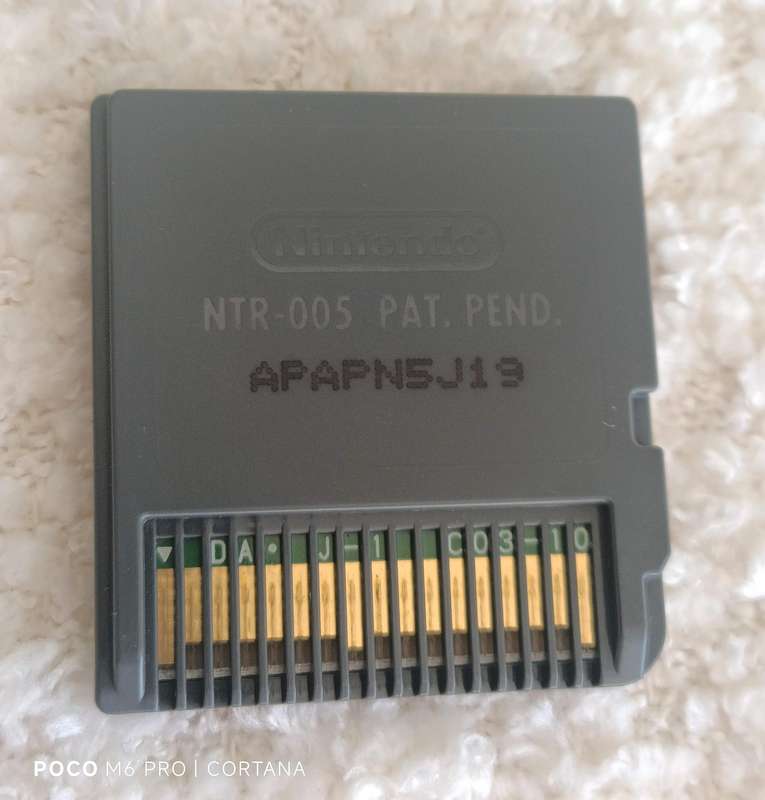 Nintendo®
NTR-005 PAT. PEND.
APAPN5J19
DA• J-1 C03-10
POCO M6 PRO | CORTANA